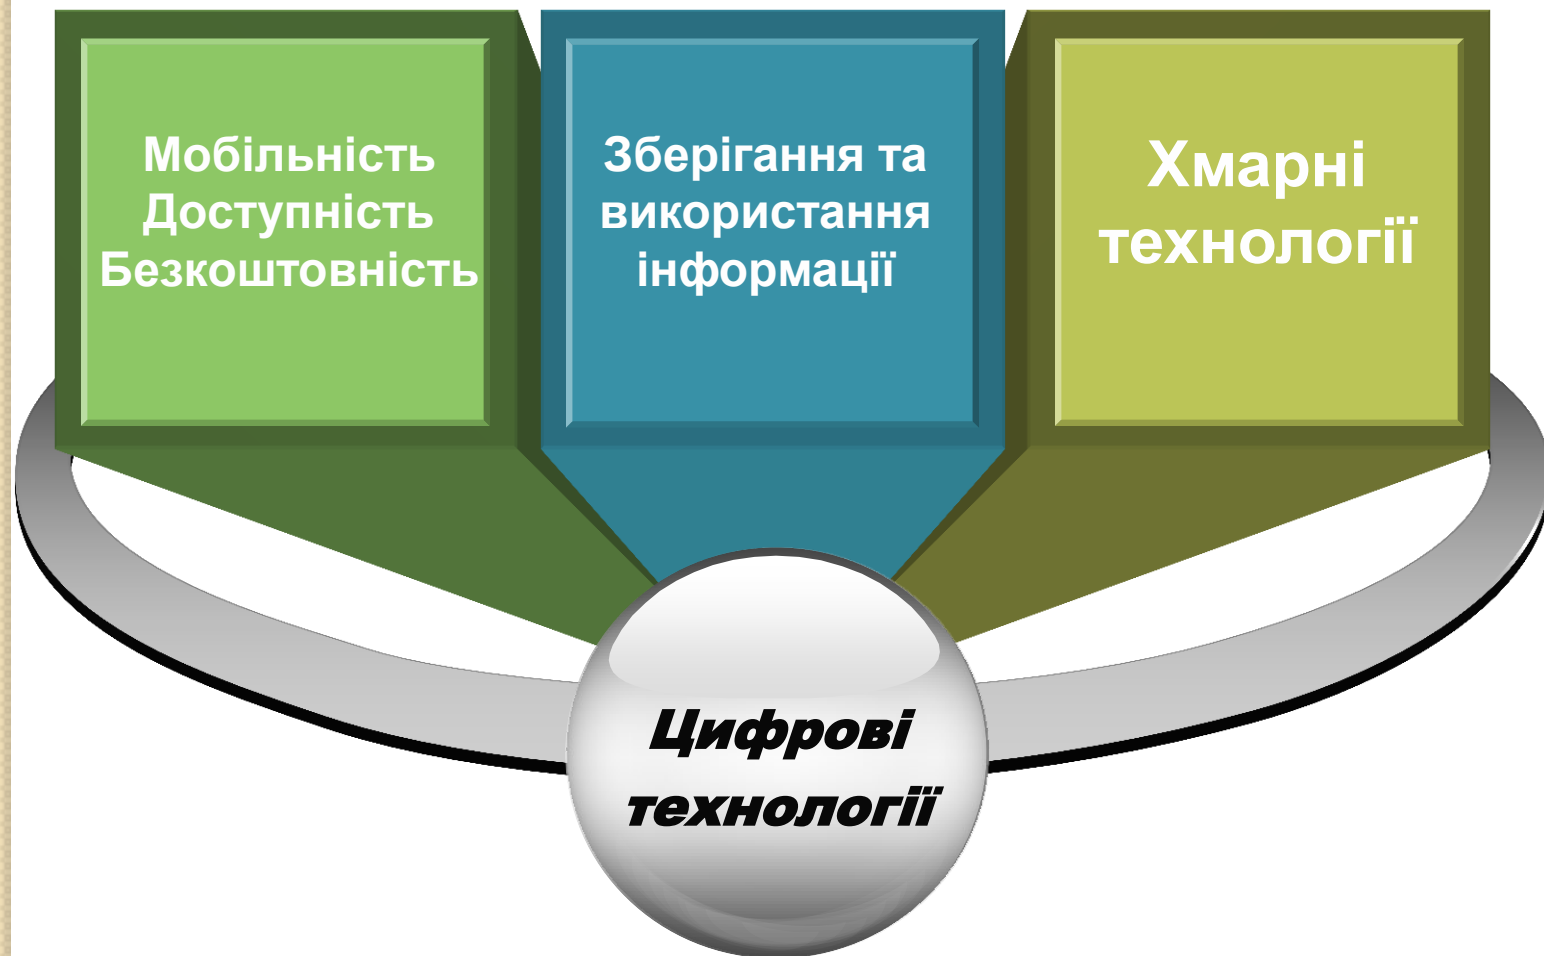 Мобільність
Доступність
Безкоштовність
Зберігання та
використання
інформації
Хмарні
технології
Цифрові
технології